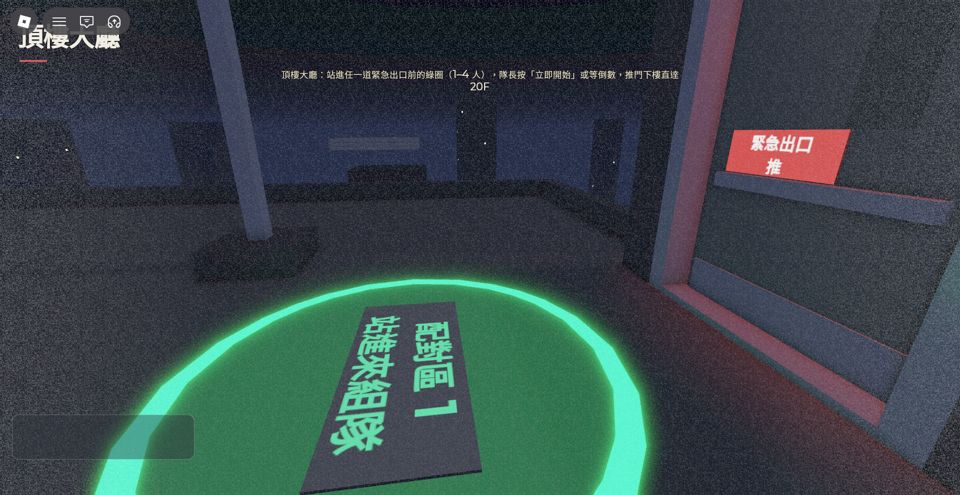 頂樓大廳
頂樓大廳：站進任一道緊急出口前的綠圈（1–4 人），隊長按「立即開始」或等倒數，推門下樓直達
20F
緊急出口
推
配對區 1
站進來組隊